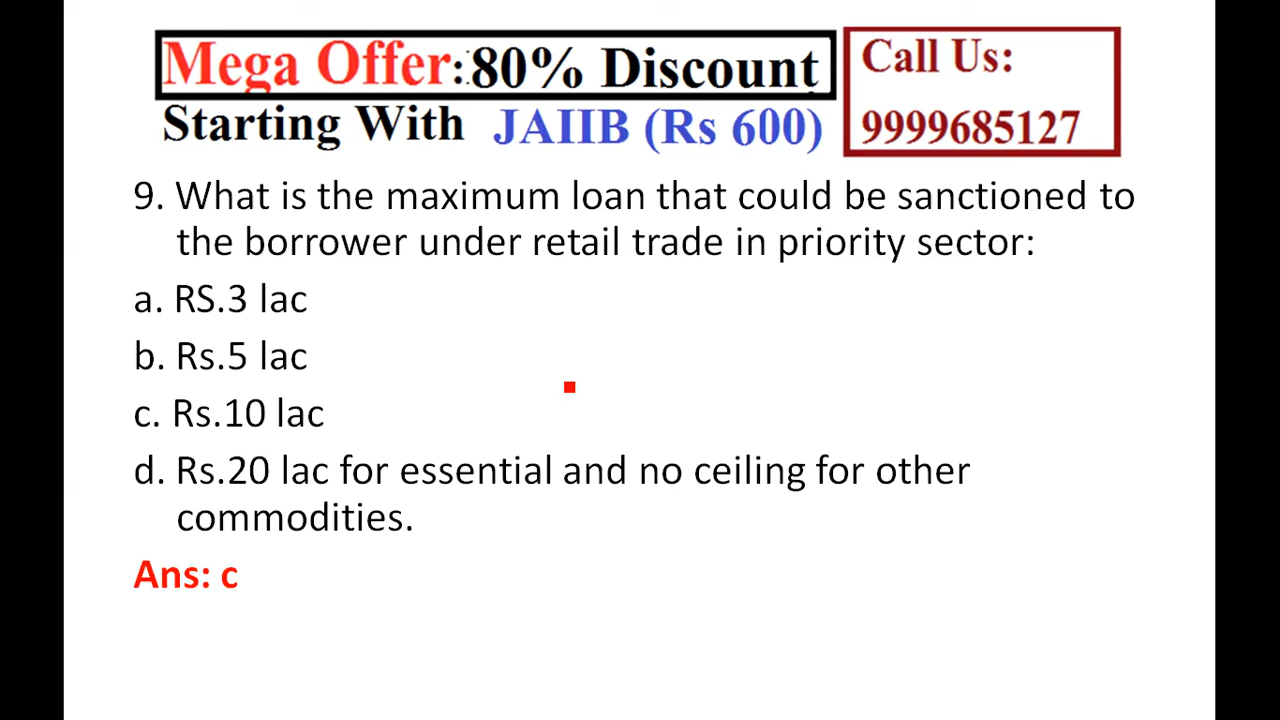 Mega Offer: 80% Discount
Starting With JAIIB (Rs 600)
Call Us:
9999685127
9. What is the maximum loan that could be sanctioned to
the borrower under retail trade in priority sector:
a. RS.3 lac
b. Rs.5 lac
c. Rs.10 lac
d. Rs.20 lac for essential and no ceiling for other
commodities.
Ans: c